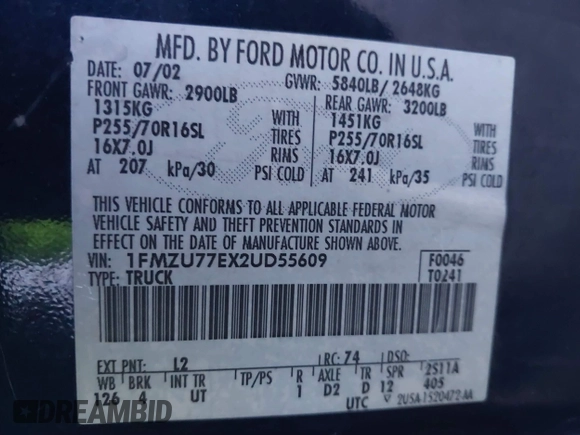 MFD. BY FORD MOTOR CO. IN U.S.A.
DATE: 07/02 GVWR: 5840LB/ 2648KG
FRONT GAWR: 2900LB REAR GAWR: 3200LB
1315KG WITH 1451KG WITH
P255/70R16SL TIRES P255/70R16SL TIRES
16X7.0J RIMS 16X7.0J RIMS
AT 207 kPa/30 PSI COLD AT 241 kPa/35 PSI COLD
THIS VEHICLE CONFORMS TO ALL APPLICABLE FEDERAL MOTOR
VEHICLE SAFETY AND THEFT PREVENTION STANDARDS IN
EFFECT ON THE DATE OF MANUFACTURE SHOWN ABOVE.
VIN: 1FMZU77EX2UD55609 F0046
TYPE: TRUCK T0241
EXT PNT: L2 RC: 74 DSO:
WB BRK INT TR TP/PS R AXLE TR SPR 2S11A
126 4 UT 1 D2 D 12 405
UTC 2USA-1520472-AA
DREAMBID